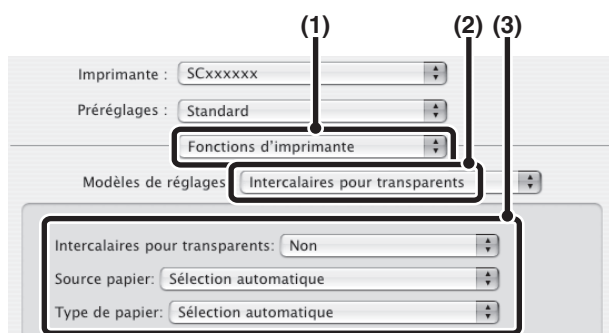 (1) (2) (3)
Imprimante : SCxxxxxx
Préréglages : Standard
Fonctions d'imprimante
Modèles de réglages Intercalaires pour transparents
Intercalaires pour transparents: Non
Source papier: Sélection automatique
Type de papier: Sélection automatique